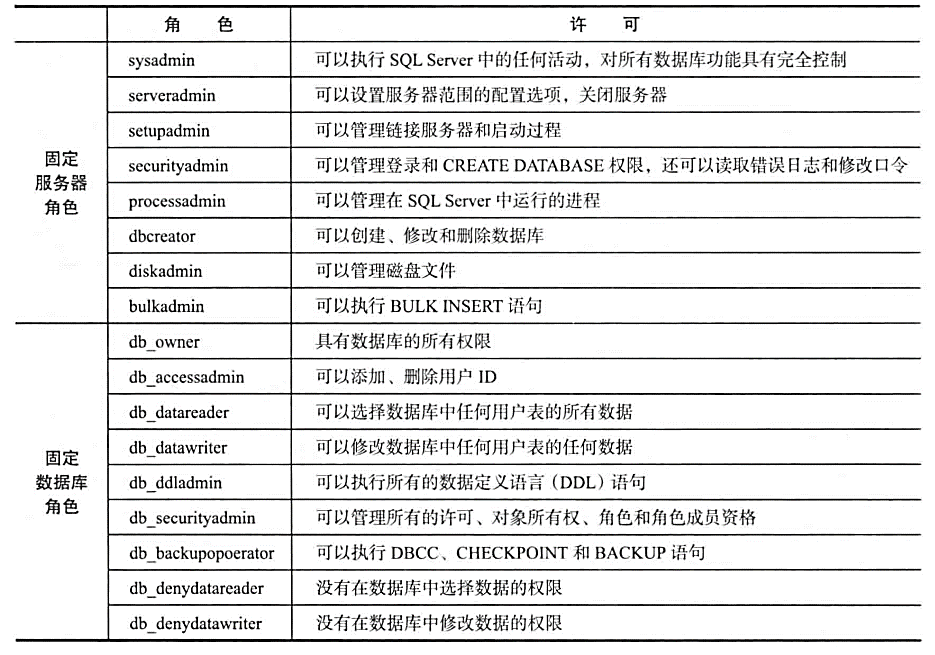 角 色 许 可
固定
服务器
角色
sysadmin 可以执行 SQL Server 中的任何活动，对所有数据库功能具有完全控制
serveradmin 可以设置服务器范围的配置选项，关闭服务器
setupadmin 可以管理链接服务器和启动过程
securityadmin 可以管理登录和 CREATE DATABASE 权限，还可以读取错误日志和修改口令
processadmin 可以管理在 SQL Server 中运行的进程
dbcreator 可以创建、修改和删除数据库
diskadmin 可以管理磁盘文件
bulkadmin 可以执行 BULK INSERT 语句
固定
数据库
角色
db_owner 具有数据库的所有权限
db_accessadmin 可以添加、删除用户 ID
db_datareader 可以选择数据库中任何用户表的所有数据
db_datawriter 可以修改数据库中任何用户表的任何数据
db_ddladmin 可以执行所有的数据定义语言（DDL）语句
db_securityadmin 可以管理所有的许可、对象所有权、角色和角色成员资格
db_backupopoerator 可以执行 DBCC、CHECKPOINT 和 BACKUP 语句
db_denydatareader 没有在数据库中选择数据的权限
db_denydatawriter 没有在数据库中修改数据的权限